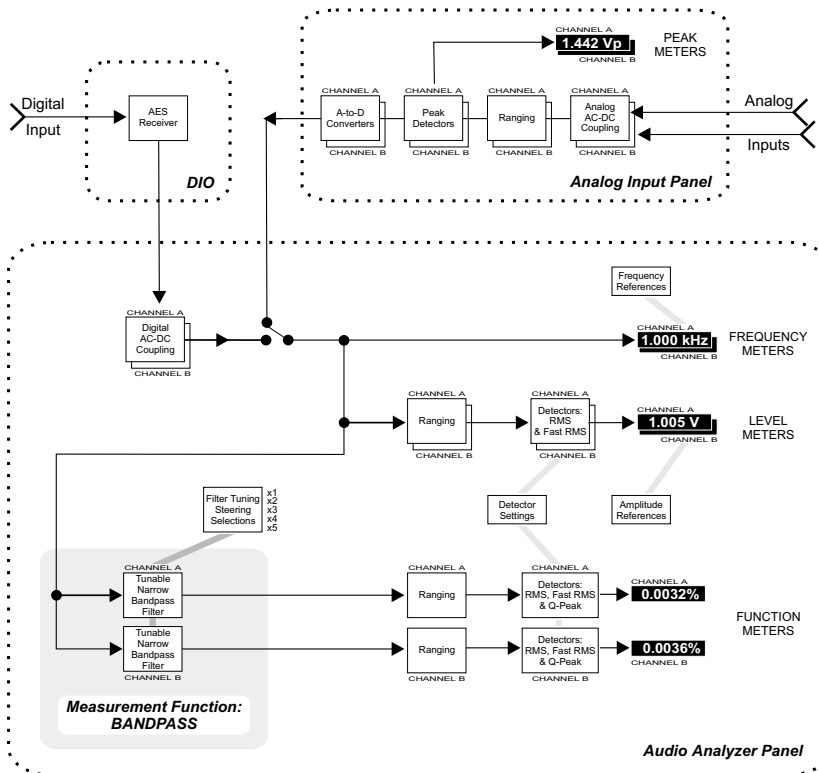 CHANNEL A
1.442 Vp
CHANNEL B
PEAK
METERS
Digital
Input
AES
Receiver
DIO
CHANNEL A
A-to-D
Converters
CHANNEL B
CHANNEL A
Peak
Detectors
CHANNEL B
CHANNEL A
Ranging
CHANNEL B
CHANNEL A
Analog
AC-DC
Coupling
CHANNEL B
Analog
Inputs
Analog Input Panel
Frequency
References
CHANNEL A
Digital
AC-DC
Coupling
CHANNEL B
CHANNEL A
1.000 kHz
CHANNEL B
FREQUENCY
METERS
CHANNEL A
Ranging
CHANNEL B
CHANNEL A
Detectors:
RMS
& Fast RMS
CHANNEL B
CHANNEL A
1.005 V
CHANNEL B
LEVEL
METERS
Filter Tuning
Steering
Selections
x1
x2
x3
x4
x5
Detector
Settings
Amplitude
References
CHANNEL A
Tunable
Narrow
Bandpass
Filter
CHANNEL A
Ranging
CHANNEL A
Detectors:
RMS, Fast RMS
& Q-Peak
CHANNEL A
0.0032%
FUNCTION
METERS
Tunable
Narrow
Bandpass
Filter
CHANNEL B
Ranging
CHANNEL B
Detectors:
RMS, Fast RMS
& Q-Peak
CHANNEL B
0.0036%
CHANNEL B
Measurement Function:
BANDPASS
Audio Analyzer Panel